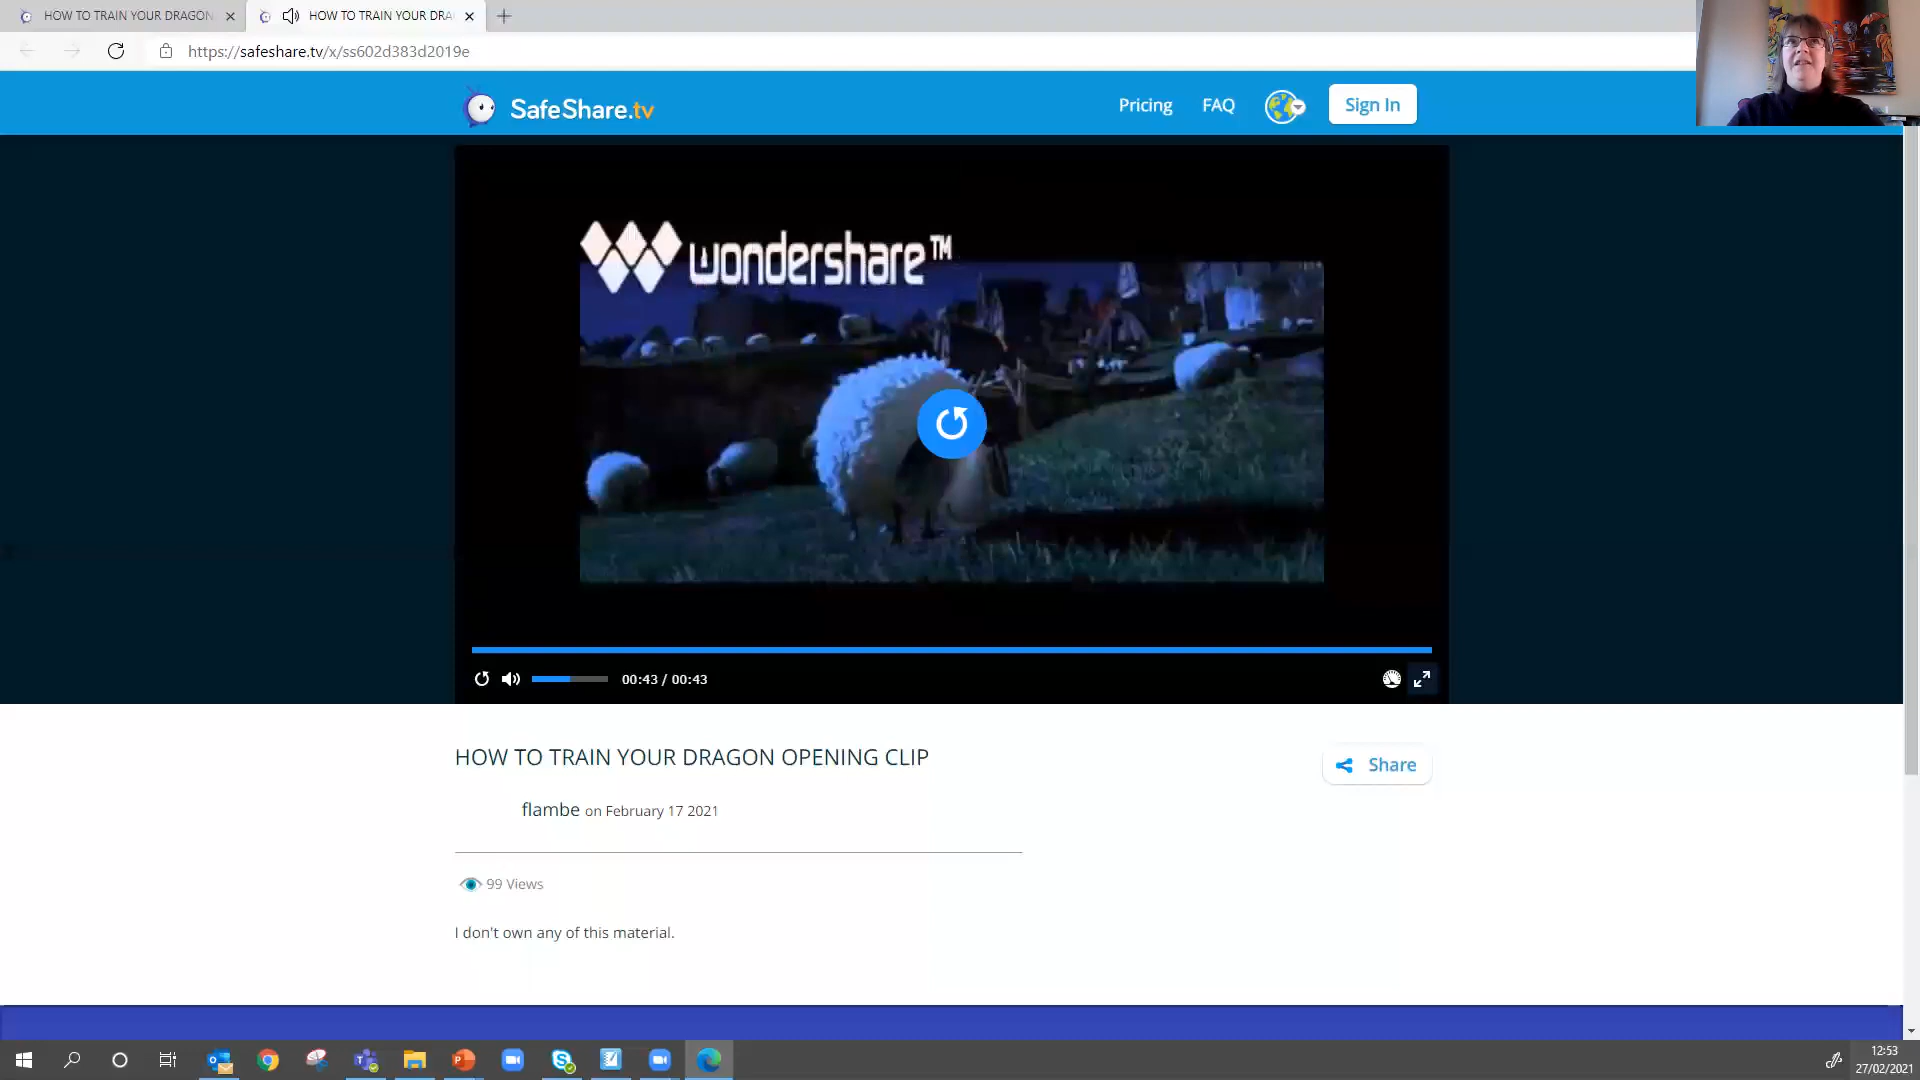 HOW TO TRAIN YOUR DRAGON
HOW TO TRAIN YOUR DRA
https://safeshare.tv/x/ss602d383d2019e
SafeShare.tv
Pricing
FAQ
Sign In
wondershare™
00:43 / 00:43
HOW TO TRAIN YOUR DRAGON OPENING CLIP
Share
flambe on February 17 2021
99 Views
I don't own any of this material.
12:53
27/02/2021